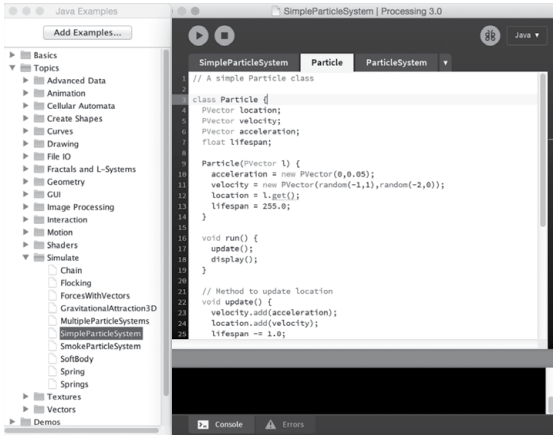 Java Examples
Add Examples...
Basics
Topics
Advanced Data
Animation
Cellular Automata
Create Shapes
Curves
Drawing
File IO
Fractals and L-Systems
Geometry
GUI
Image Processing
Interaction
Motion
Shaders
Simulate
Chain
Flocking
ForcesWithVectors
GravitationalAttraction3D
MultipleParticleSystems
SimpleParticleSystem
SmokeParticleSystem
SoftBody
Spring
Springs
Textures
Vectors
Demos
SimpleParticleSystem | Processing 3.0
Java ▾
SimpleParticleSystem Particle ParticleSystem ▾
1 // A simple Particle class
2
3 class Particle {
4 PVector location;
5 PVector velocity;
6 PVector acceleration;
7 float lifespan;
8
9 Particle(PVector l) {
10 acceleration = new PVector(0,0.05);
11 velocity = new PVector(random(-1,1),random(-2,0));
12 location = l.get();
13 lifespan = 255.0;
14 }
15
16 void run() {
17 update();
18 display();
19 }
20
21 // Method to update location
22 void update() {
23 velocity.add(acceleration);
24 location.add(velocity);
25 lifespan -= 1.0;
Console Errors